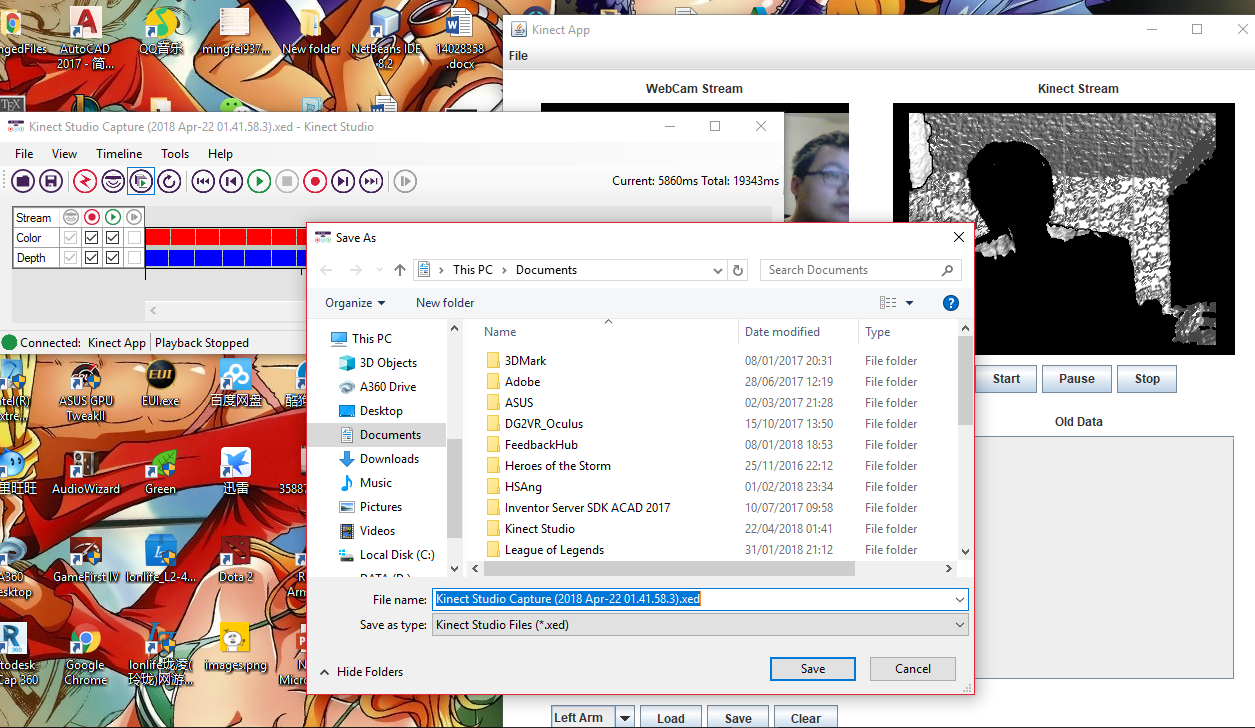 ngedFiles
AutoCAD
2017 - 简...
QQ音乐
mingfei937...
New folder
NetBeans IDE
8.2
14028358
.docx
Kinect App
File
WebCam Stream
Kinect Stream
Kinect Studio Capture (2018 Apr-22 01.41.58.3).xed - Kinect Studio
File View Timeline Tools Help
Current: 5860ms Total: 19343ms
Stream
Color
Depth
Connected: Kinect App Playback Stopped
Save As
This PC › Documents
Search Documents
Organize New folder
Name Date modified Type
This PC
3D Objects
A360 Drive
Desktop
Documents
Downloads
Music
Pictures
Videos
Local Disk (C:)
3DMark 08/01/2017 20:31 File folder
Adobe 28/06/2017 12:19 File folder
ASUS 02/03/2017 21:28 File folder
DG2VR_Oculus 15/10/2017 13:50 File folder
FeedbackHub 08/01/2018 18:53 File folder
Heroes of the Storm 25/11/2016 22:12 File folder
HSAng 01/02/2018 23:34 File folder
Inventor Server SDK ACAD 2017 10/07/2017 09:58 File folder
Kinect Studio 22/04/2018 01:41 File folder
League of Legends 31/01/2018 21:12 File folder
File name: Kinect Studio Capture (2018 Apr-22 01.41.58.3).xed
Save as type: Kinect Studio Files (*.xed)
Hide Folders
Save Cancel
Start Pause Stop
Old Data
Left Arm Load Save Clear
ntel(R)
xtre...
ASUS GPU
TweakII
EUI
EUI.exe
百度网盘
里旺旺
AudioWizard
Green
迅雷
35887
A360
esktop
GameFirst IV
lonlife_L2-4...
Dota 2
todesk
Cap 360
Google
Chrome
lonlife珑凌(
玲珑)网游...
images.png